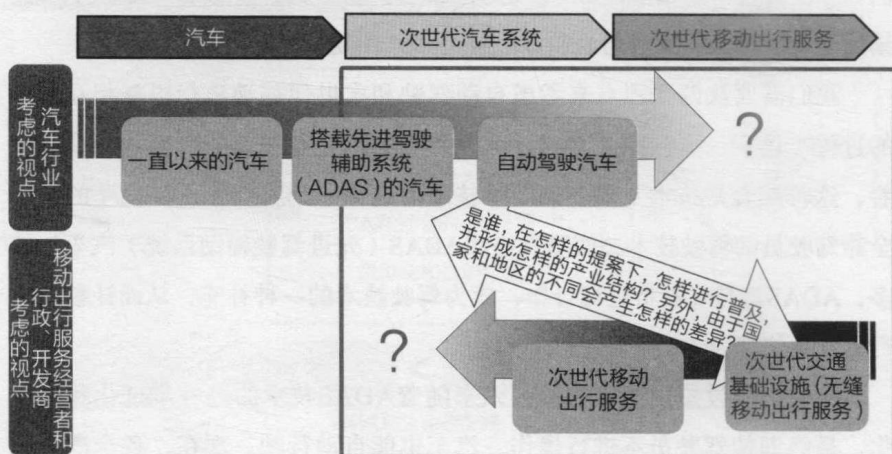 汽车
次世代汽车系统
次世代移动出行服务
汽车行业
考虑的视点
一直以来的汽车
搭载先进驾驶
辅助系统
(ADAS)的汽车
自动驾驶汽车
?
是谁,在怎样的提案下,怎样进行普及,
并形成怎样的产业结构?另外,由于国
家和地区的不同会产生怎样的差异?
移动出行服务经营者和
行政、开发商
考虑的视点
?
次世代移动
出行服务
次世代交通
基础设施(无缝
移动出行服务)